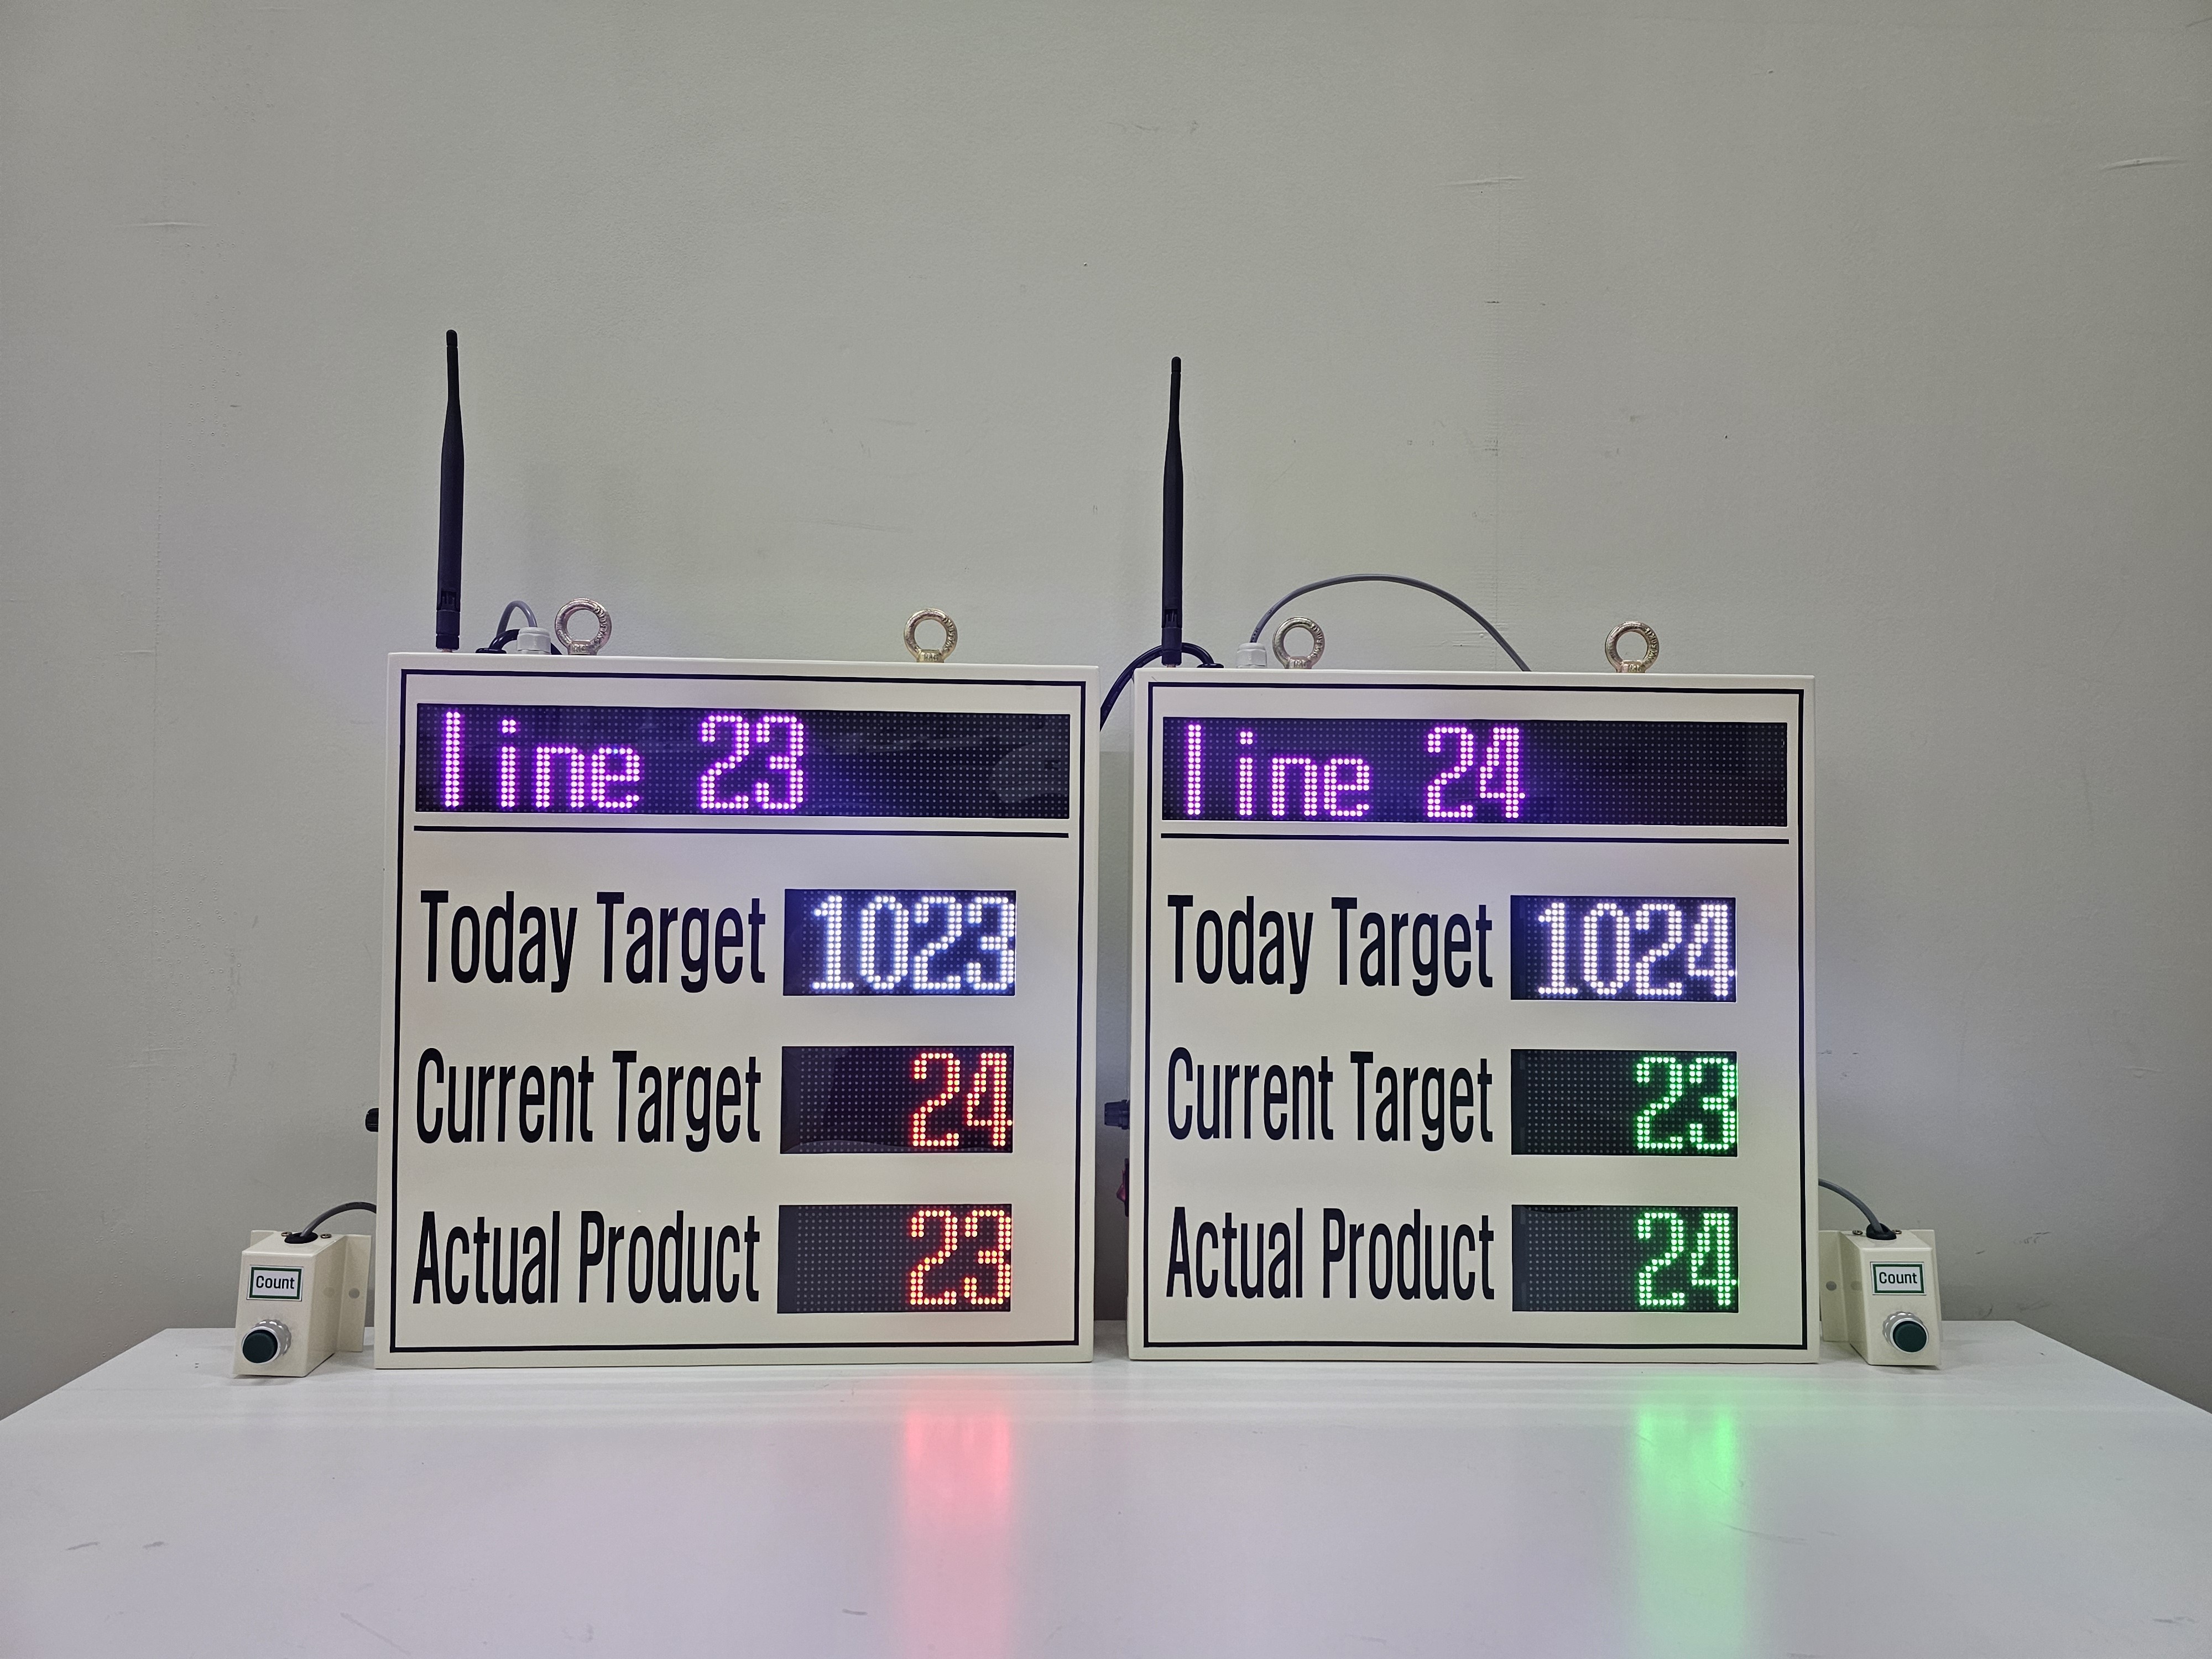 line 23
Today Target 1023
Current Target 24
Actual Product 23
Count
line 24
Today Target 1024
Current Target 23
Actual Product 24
Count